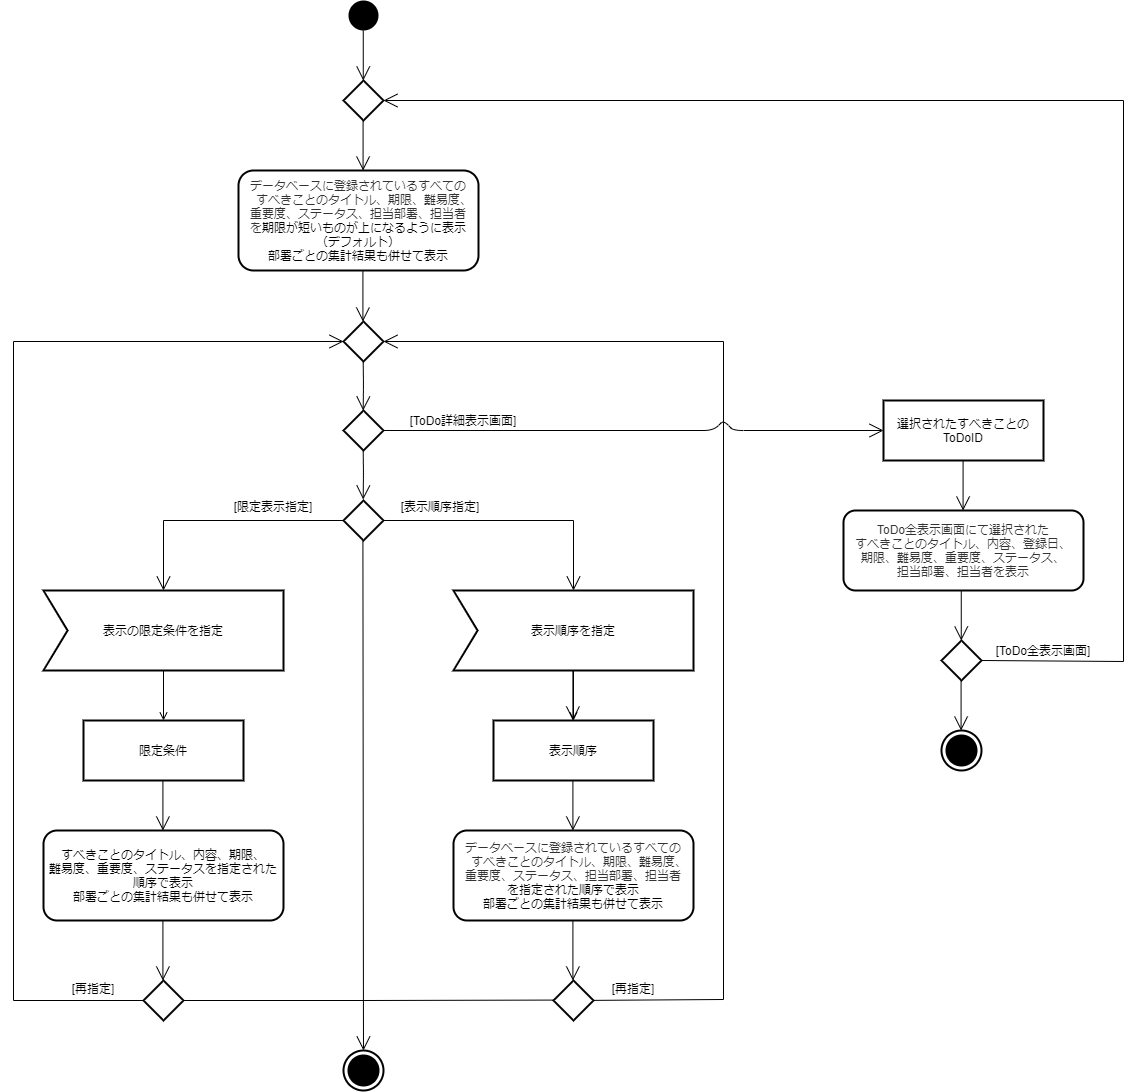 データベースに登録されているすべての
すべきことのタイトル、期限、難易度、
重要度、ステータス、担当部署、担当者
を期限が短いものが上になるように表示
（デフォルト）
部署ごとの集計結果も併せて表示
[ToDo詳細表示画面]
選択されたすべきことの
ToDoID
[限定表示指定]
[表示順序指定]
ToDo全表示画面にて選択された
すべきことのタイトル、内容、登録日、
期限、難易度、重要度、ステータス、
担当部署、担当者を表示
表示の限定条件を指定
表示順序を指定
[ToDo全表示画面]
限定条件
表示順序
すべきことのタイトル、内容、期限、
難易度、重要度、ステータスを指定された
順序で表示
部署ごとの集計結果も併せて表示
データベースに登録されているすべての
すべきことのタイトル、期限、難易度、
重要度、ステータス、担当部署、担当者
を指定された順序で表示
部署ごとの集計結果も併せて表示
[再指定]
[再指定]